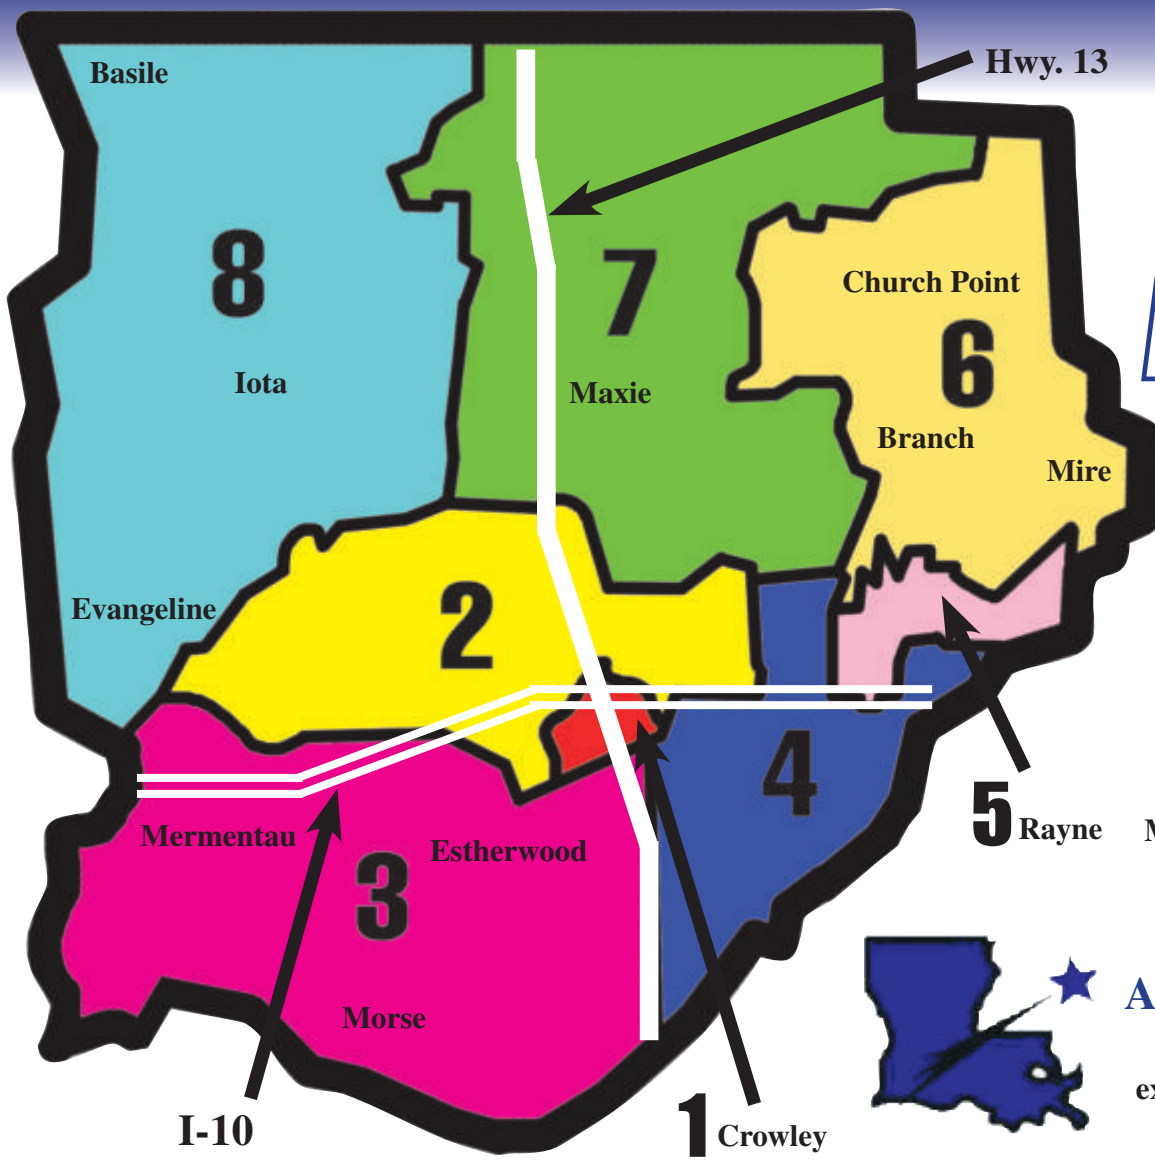 Basile
Hwy. 13
8
7
Church Point
6
Iota
Maxie
Branch
Mire
Evangeline
2
4
5 Rayne
M
Mermentau
Estherwood
3
A
Morse
ex
I-10
1 Crowley